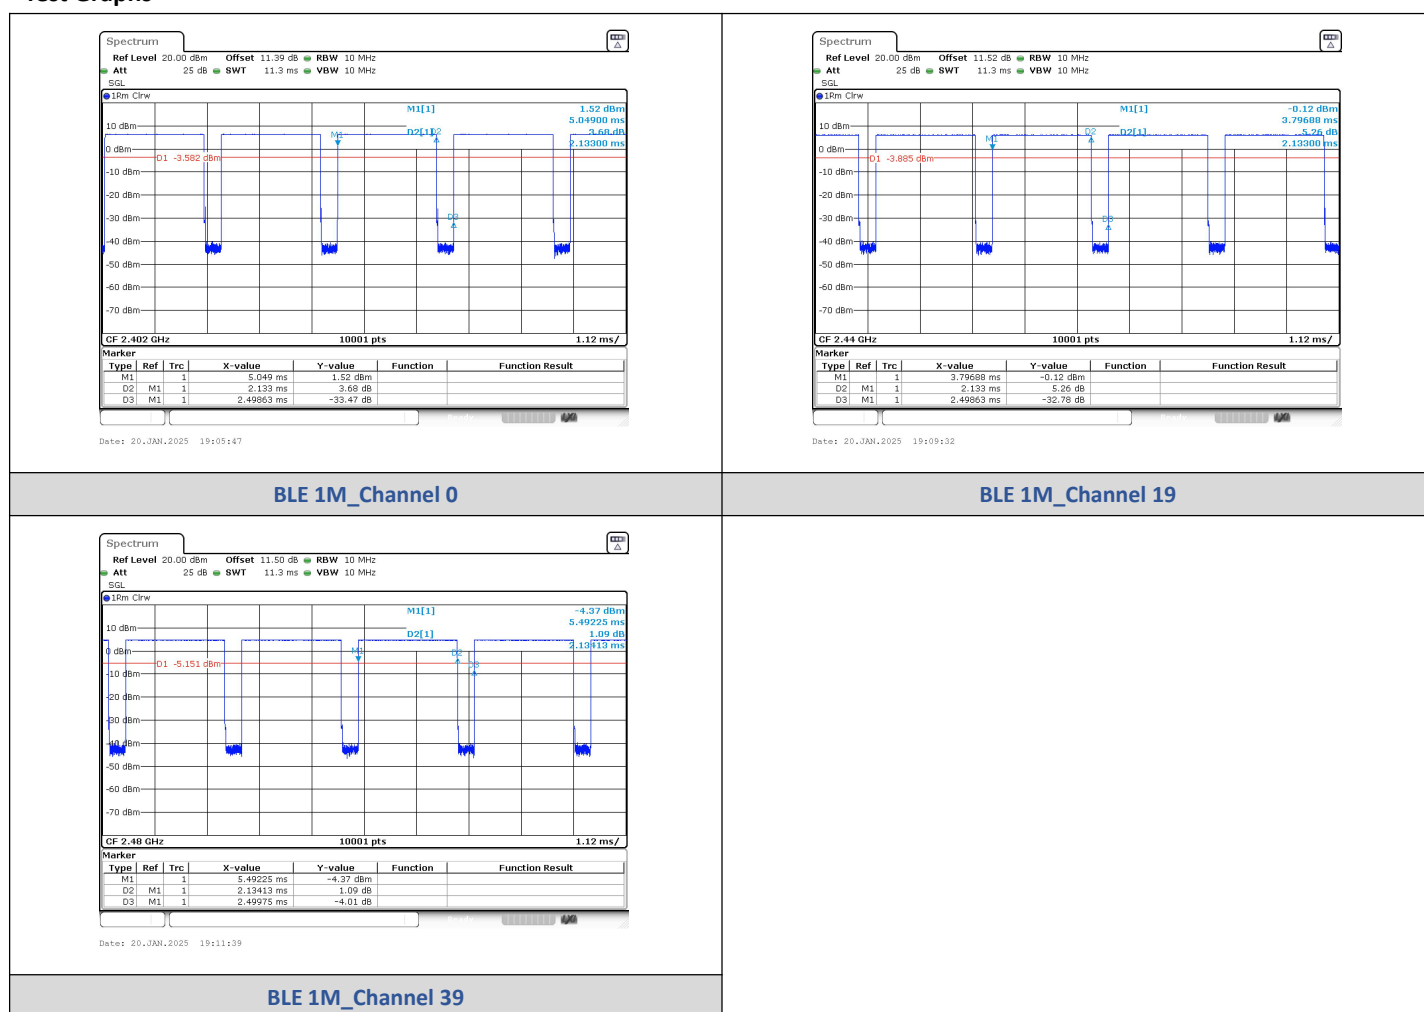 Test Graphs
Spectrum
Ref Level 20.00 dBm Offset 11.39 dB RBW 10 MHz
Att 25 dB SWT 11.3 ms VBW 10 MHz
SGL
1Rm Clrw
M1[1] 1.52 dBm
5.04900 ms
D2[1] 3.68 dB
2.13300 ms
M1
D2
D3
D1 -3.582 dBm
10 dBm
0 dBm
-10 dBm
-20 dBm
-30 dBm
-40 dBm
-50 dBm
-60 dBm
-70 dBm
CF 2.402 GHz 10001 pts 1.12 ms/
Marker
Type Ref Trc X-value Y-value Function Function Result
M1 1 5.049 ms 1.52 dBm
D2 M1 1 2.133 ms 3.68 dB
D3 M1 1 2.49863 ms -33.47 dB
Date: 20.JAN.2025 19:05:47
BLE 1M_Channel 0
Spectrum
Ref Level 20.00 dBm Offset 11.52 dB RBW 10 MHz
Att 25 dB SWT 11.3 ms VBW 10 MHz
SGL
1Rm Clrw
M1[1] -0.12 dBm
3.79688 ms
D2[1] 5.26 dB
2.13300 ms
M1
D2
D3
D1 -3.885 dBm
10 dBm
0 dBm
-10 dBm
-20 dBm
-30 dBm
-40 dBm
-50 dBm
-60 dBm
-70 dBm
CF 2.44 GHz 10001 pts 1.12 ms/
Marker
Type Ref Trc X-value Y-value Function Function Result
M1 1 3.79688 ms -0.12 dBm
D2 M1 1 2.133 ms 5.26 dB
D3 M1 1 2.49863 ms -32.78 dB
Date: 20.JAN.2025 19:09:32
BLE 1M_Channel 19
Spectrum
Ref Level 20.00 dBm Offset 11.50 dB RBW 10 MHz
Att 25 dB SWT 11.3 ms VBW 10 MHz
SGL
1Rm Clrw
M1[1] -4.37 dBm
5.49225 ms
D2[1] 1.09 dB
2.13413 ms
M1
D2
D3
D1 -5.151 dBm
10 dBm
0 dBm
-10 dBm
-20 dBm
-30 dBm
-40 dBm
-50 dBm
-60 dBm
-70 dBm
CF 2.48 GHz 10001 pts 1.12 ms/
Marker
Type Ref Trc X-value Y-value Function Function Result
M1 1 5.49225 ms -4.37 dBm
D2 M1 1 2.13413 ms 1.09 dB
D3 M1 1 2.49975 ms -4.01 dB
Date: 20.JAN.2025 19:11:39
BLE 1M_Channel 39